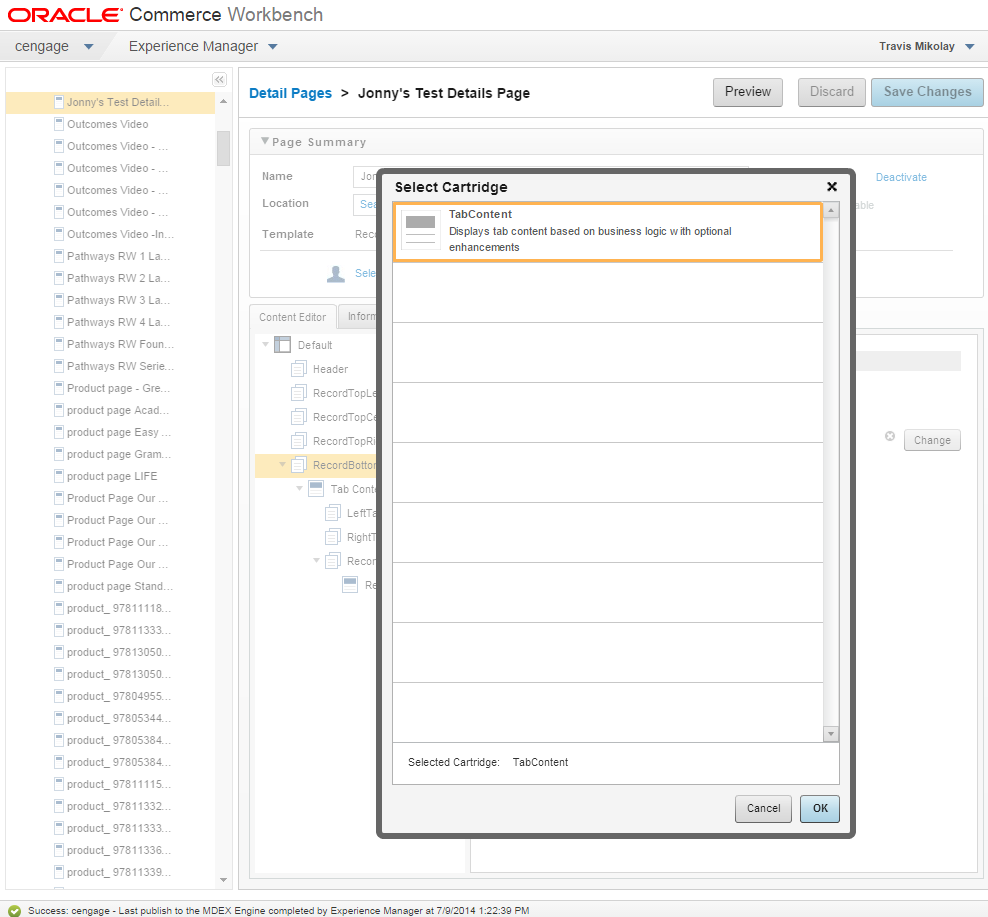 ORACLE Commerce Workbench
cengage Experience Manager Travis Mikolay
Jonny's Test Detail...
Outcomes Video
Outcomes Video - ...
Outcomes Video - ...
Outcomes Video - ...
Outcomes Video - ...
Outcomes Video -In...
Pathways RW 1 La...
Pathways RW 2 La...
Pathways RW 3 La...
Pathways RW 4 La...
Pathways RW Foun...
Pathways RW Serie...
Product page - Gre...
product page Acad...
product page Easy ...
product page Gram...
product page LIFE
Product Page Our ...
Product Page Our ...
Product Page Our ...
Product Page Our ...
product page Stand...
product_ 97811118...
product_ 97811333...
product_ 97813050...
product_ 97813050...
product_ 97804955...
product_ 97805344...
product_ 97805384...
product_ 97805384...
product_ 97811115...
product_ 97811332...
product_ 97811333...
product_ 97811336...
product_ 97811339...
Detail Pages > Jonny's Test Details Page
Preview Discard Save Changes
Page Summary
Name Jon
Location Sea
Template Reco
Sele
Deactivate
able
Content Editor Inform
Default
Header
RecordTopLe
RecordTopCe
RecordTopRi
RecordBottom
Tab Conte
LeftTa
RightT
Recor
Re
Change
Select Cartridge
TabContent
Displays tab content based on business logic with optional
enhancements
Selected Cartridge: TabContent
Cancel OK
Success: cengage - Last publish to the MDEX Engine completed by Experience Manager at 7/9/2014 1:22:39 PM